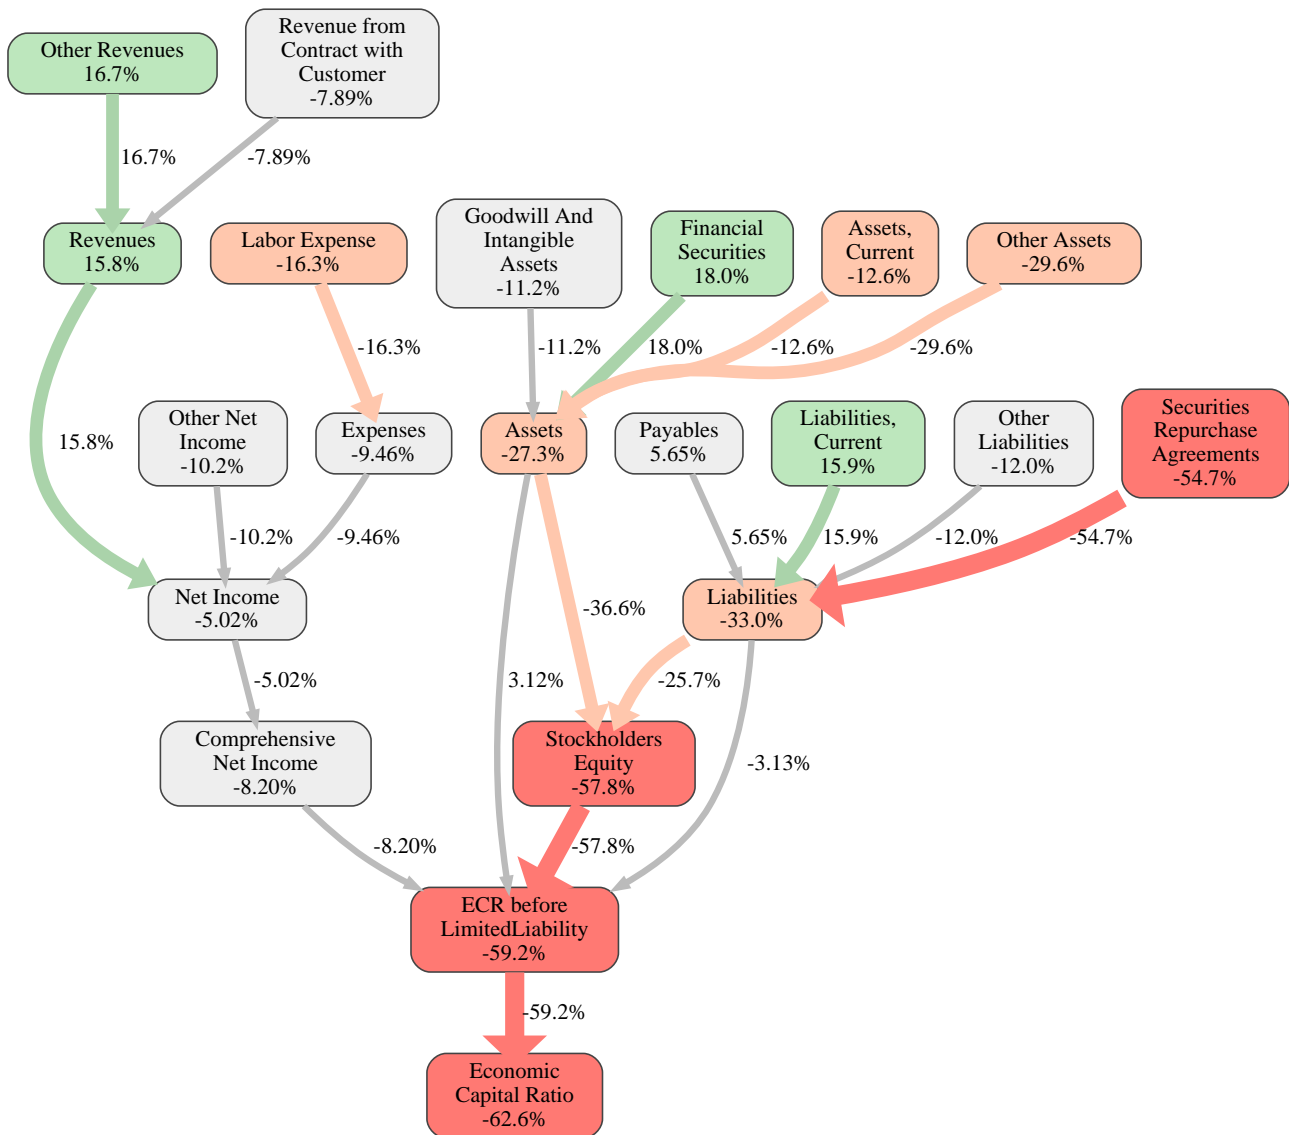 Other Revenues
16.7%
Revenue from
Contract with
Customer
-7.89%
16.7%
-7.89%
Revenues
15.8%
Labor Expense
-16.3%
Goodwill And
Intangible
Assets
-11.2%
Financial
Securities
18.0%
Assets,
Current
-12.6%
Other Assets
-29.6%
-16.3%
-11.2%
18.0%
-12.6%
-29.6%
15.8%
Other Net
Income
-10.2%
Expenses
-9.46%
Assets
-27.3%
Payables
5.65%
Liabilities,
Current
15.9%
Other
Liabilities
-12.0%
Securities
Repurchase
Agreements
-54.7%
-10.2%
-9.46%
5.65%
15.9%
-12.0%
-54.7%
Net Income
-5.02%
-36.6%
Liabilities
-33.0%
-5.02%
3.12%
-25.7%
Comprehensive
Net Income
-8.20%
Stockholders
Equity
-57.8%
-3.13%
-8.20%
-57.8%
ECR before
LimitedLiability
-59.2%
-59.2%
Economic
Capital Ratio
-62.6%